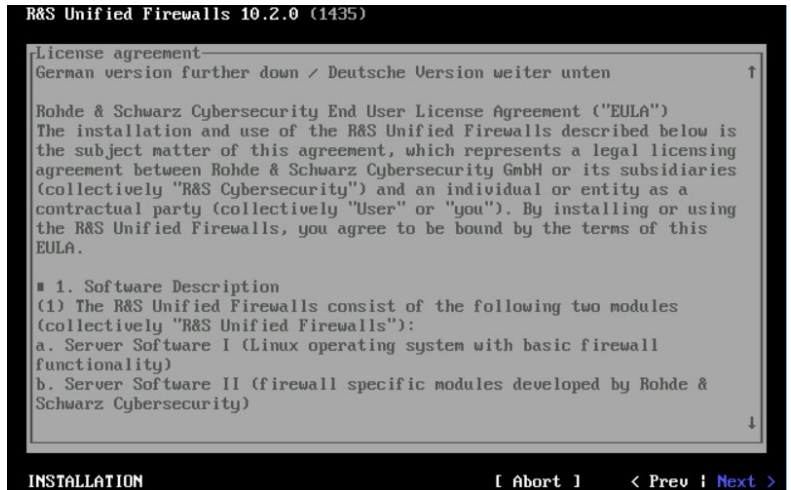 R&S Unified Firewalls 10.2.0 (1435)
License agreement
German version further down / Deutsche Version weiter unten
Rohde & Schwarz Cybersecurity End User License Agreement ("EULA")
The installation and use of the R&S Unified Firewalls described below is
the subject matter of this agreement, which represents a legal licensing
agreement between Rohde & Schwarz Cybersecurity GmbH or its subsidiaries
(collectively "R&S Cybersecurity") and an individual or entity as a
contractual party (collectively "User" or "you"). By installing or using
the R&S Unified Firewalls, you agree to be bound by the terms of this
EULA.
1. Software Description
(1) The R&S Unified Firewalls consist of the following two modules
(collectively "R&S Unified Firewalls"):
a. Server Software I (Linux operating system with basic firewall
functionality)
b. Server Software II (firewall specific modules developed by Rohde &
Schwarz Cybersecurity)
INSTALLATION [ Abort ] < Prev | Next >